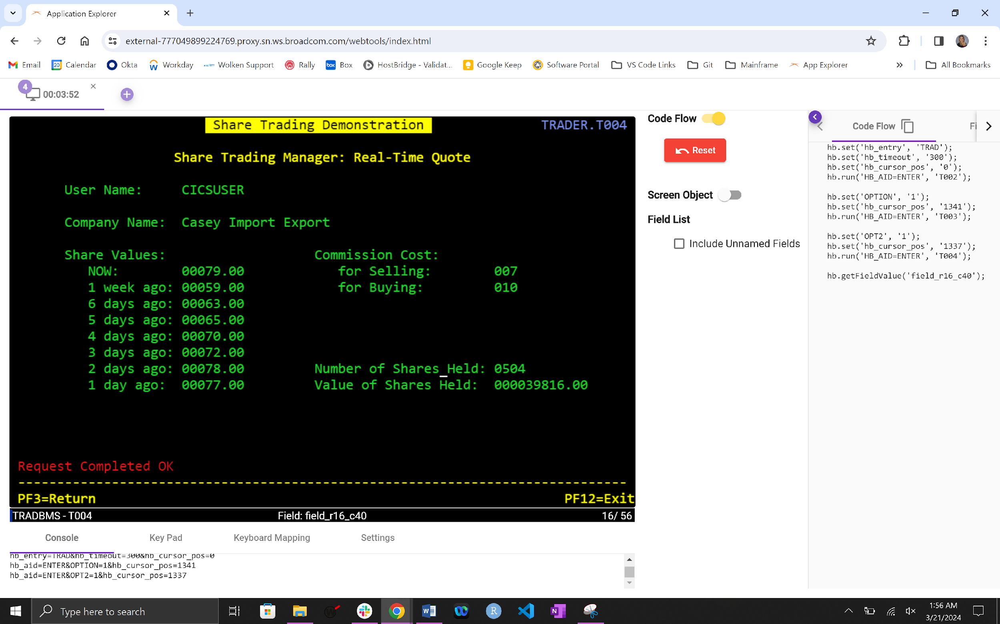 Application Explorer
external-777049899224769.proxy.sn.ws.broadcom.com/webtools/index.html
Email 20 Calendar Okta Workday Wolken Support Rally box Box HostBridge - Validat... Google Keep Software Portal VS Code Links Git Mainframe App Explorer » All Bookmarks
4 00:03:52
Share Trading Demonstration TRADER.T004
Share Trading Manager: Real-Time Quote
User Name: CICSUSER
Company Name: Casey Import Export
Share Values: Commission Cost:
NOW: 00079.00 for Selling: 007
1 week ago: 00059.00 for Buying: 010
6 days ago: 00063.00
5 days ago: 00065.00
4 days ago: 00070.00
3 days ago: 00072.00
2 days ago: 00078.00 Number of Shares_Held: 0504
1 day ago: 00077.00 Value of Shares Held: 000039816.00
Request Completed OK
------------------------------------------------------------------------------
PF3=Return PF12=Exit
TRADBMS - T004 Field: field_r16_c40 16/ 56
Code Flow
Reset
Screen Object
Field List
Include Unnamed Fields
Code Flow Fi
hb.set('hb_entry', 'TRAD');
hb.set('hb_timeout', '300');
hb.set('hb_cursor_pos', '0');
hb.run('HB_AID=ENTER', 'T002');
hb.set('OPTION', '1');
hb.set('hb_cursor_pos', '1341');
hb.run('HB_AID=ENTER', 'T003');
hb.set('OPT2', '1');
hb.set('hb_cursor_pos', '1337');
hb.run('HB_AID=ENTER', 'T004');
hb.getFieldValue('field_r16_c40');
Console Key Pad Keyboard Mapping Settings
hb_entry=TRAD&hb_timeout=300&hb_cursor_pos=0
hb_aid=ENTER&OPTION=1&hb_cursor_pos=1341
hb_aid=ENTER&OPT2=1&hb_cursor_pos=1337
Type here to search
1:56 AM
3/21/2024